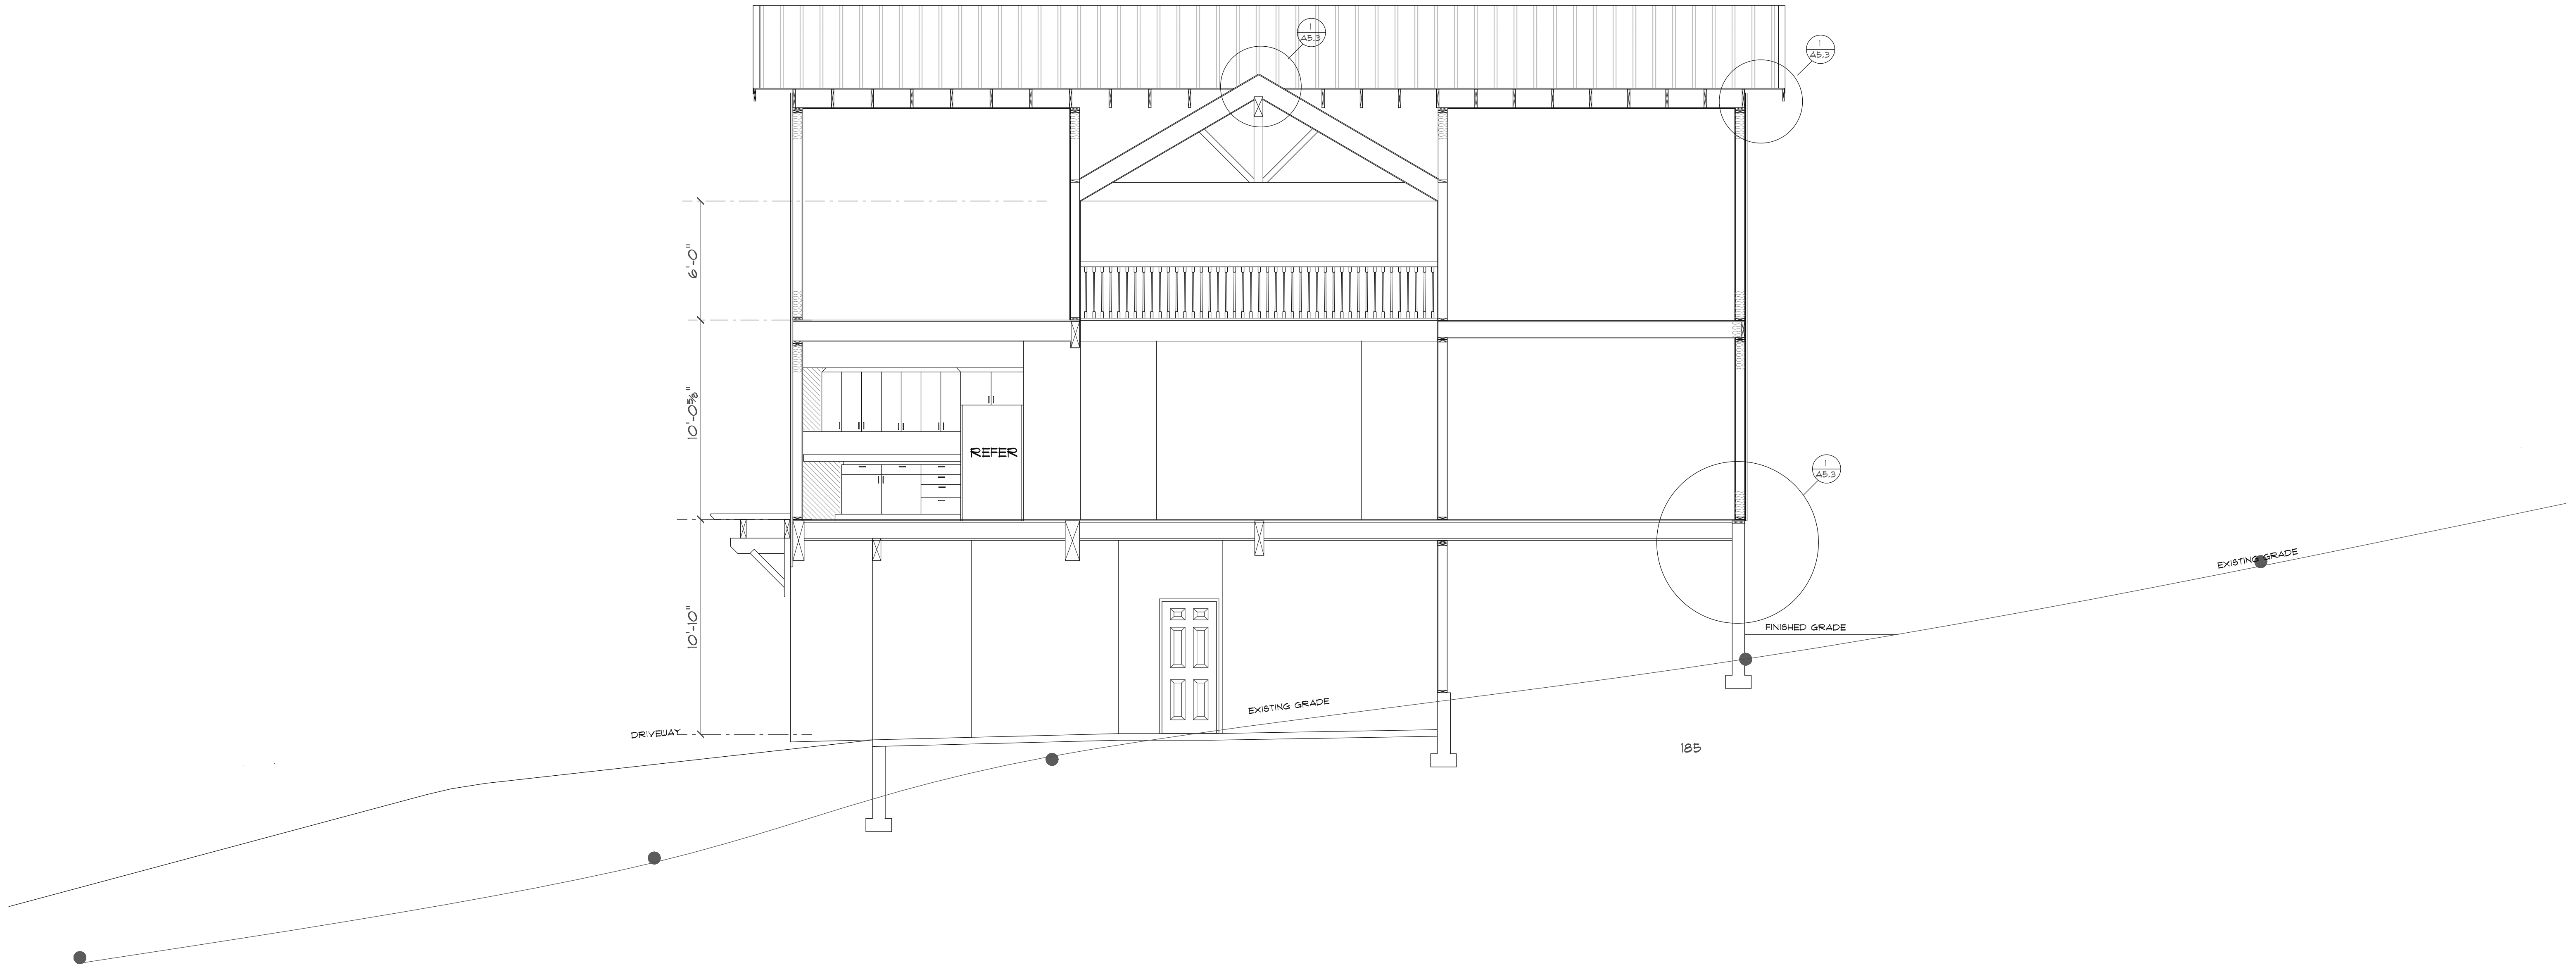 1
A5.3
1
A5.3
6'-0"
10'-0⅝"
REFER
1
A5.3
EXISTING GRADE
10'-10"
FINISHED GRADE
EXISTING GRADE
DRIVEWAY
185